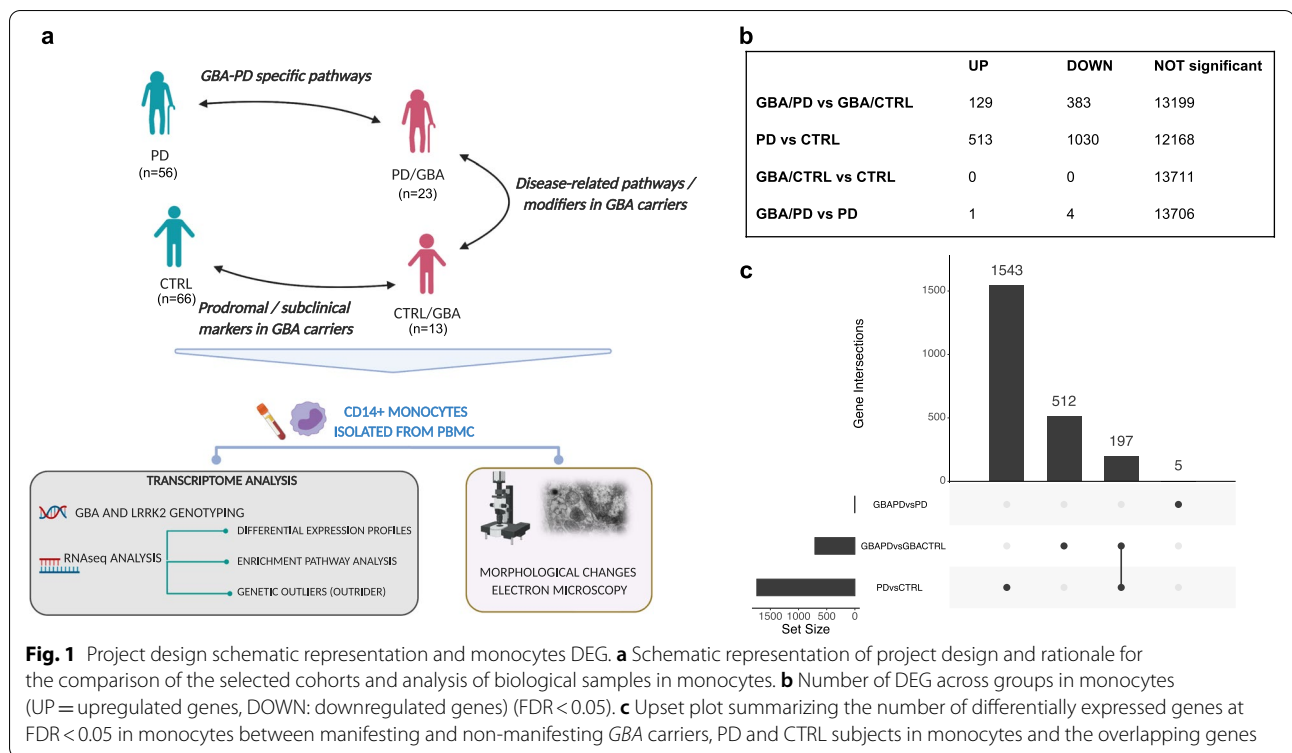 a
GBA-PD specific pathways
PD
(n=56)
PD/GBA
(n=23)
Disease-related pathways /
modifiers in GBA carriers
CTRL
(n=66)
Prodromal / subclinical
markers in GBA carriers
CTRL/GBA
(n=13)
CD14+ MONOCYTES
ISOLATED FROM PBMC
TRANSCRIPTOME ANALYSIS
GBA AND LRRK2 GENOTYPING
RNAseq ANALYSIS
DIFFERENTIAL EXPRESSION PROFILES
ENRICHMENT PATHWAY ANALYSIS
GENETIC OUTLIERS (OUTRIDER)
MORPHOLOGICAL CHANGES
ELECTRON MICROSCOPY
b
UP DOWN NOT significant
GBA/PD vs GBA/CTRL 129 383 13199
PD vs CTRL 513 1030 12168
GBA/CTRL vs CTRL 0 0 13711
GBA/PD vs PD 1 4 13706
c
Gene Intersections
1500
1000
500
0
1543
512
197
5
GBAPDvsPD
GBAPDvsGBACTRL
PDvsCTRL
1500 1000 500 0
Set Size
Fig. 1 Project design schematic representation and monocytes DEG. a Schematic representation of project design and rationale for
the comparison of the selected cohorts and analysis of biological samples in monocytes. b Number of DEG across groups in monocytes
(UP = upregulated genes, DOWN: downregulated genes) (FDR < 0.05). c Upset plot summarizing the number of differentially expressed genes at
FDR < 0.05 in monocytes between manifesting and non-manifesting GBA carriers, PD and CTRL subjects in monocytes and the overlapping genes